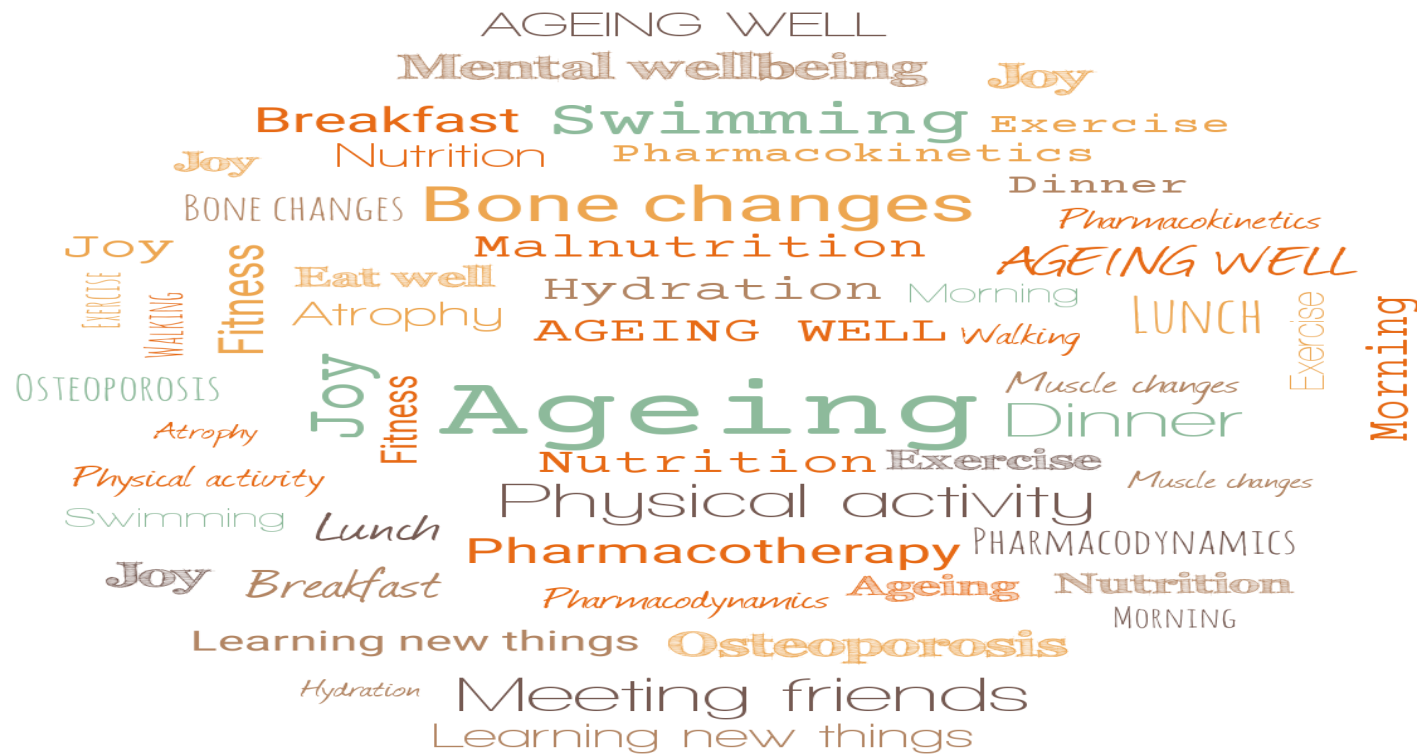 AGEING WELL
Mental wellbeing
Joy
Breakfast
Swimming
Exercise
Joy
Nutrition
Pharmacokinetics
Bone changes
Bone changes
Dinner
Pharmacokinetics
Joy
Malnutrition
AGEING WELL
Exercise
Walking
Fitness
Eat well
Hydration
Morning
Atrophy
AGEING WELL
Walking
Lunch
Exercise
Morning
Osteoporosis
Joy
Fitness
Ageing
Muscle changes
Dinner
Atrophy
Nutrition
Exercise
Physical activity
Physical activity
Muscle changes
Swimming
Lunch
Pharmacotherapy
Pharmacodynamics
Joy
Breakfast
Pharmacodynamics
Ageing
Nutrition
Morning
Learning new things
Osteoporosis
Hydration
Meeting friends
Learning new things